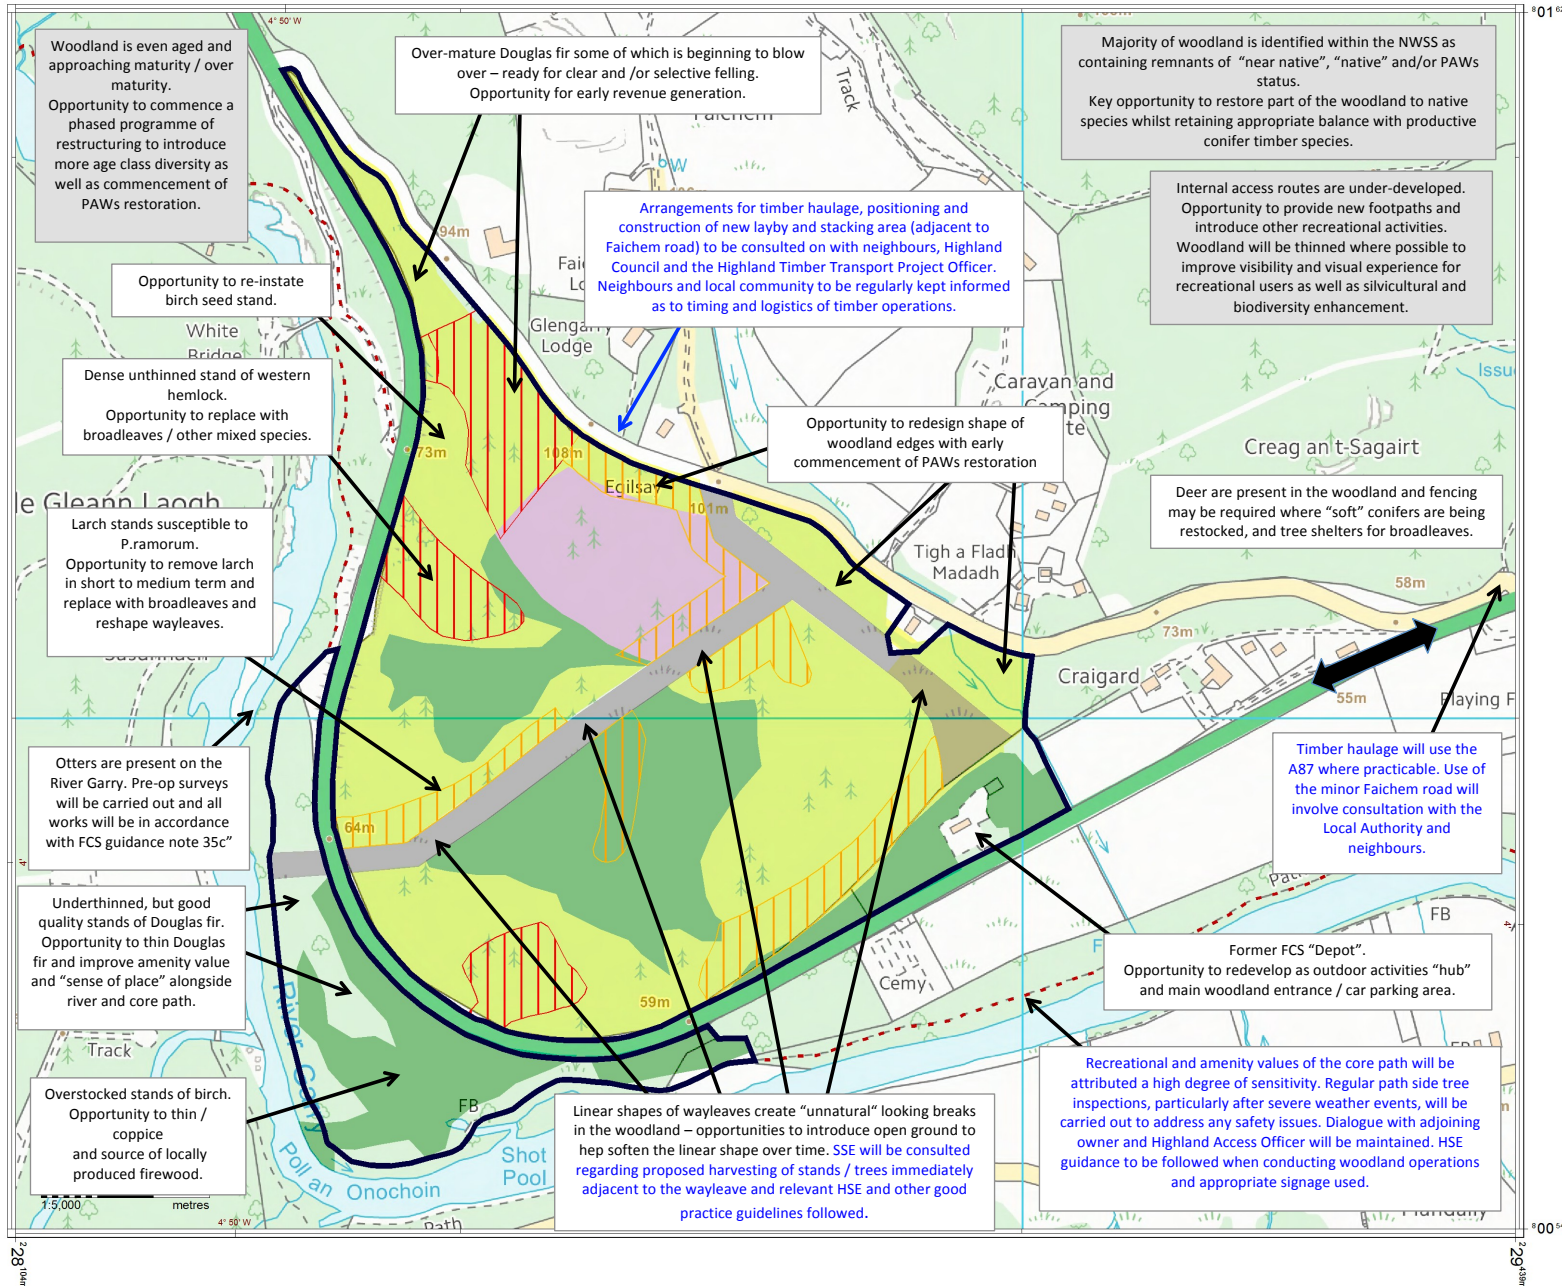 4° 50' W
Woodland is even aged and
approaching maturity / over
maturity.
Opportunity to commence a
phased programme of
restructuring to introduce
more age class diversity as
well as commencement of
PAWs restoration.
Over-mature Douglas fir some of which is beginning to blow
over – ready for clear and /or selective felling.
Opportunity for early revenue generation.
Majority of woodland is identified within the NWSS as
containing remnants of “near native”, “native” and/or PAWs
status.
Key opportunity to restore part of the woodland to native
species whilst retaining appropriate balance with productive
conifer timber species.
Track
Faichem
W
Internal access routes are under-developed.
Opportunity to provide new footpaths and
introduce other recreational activities.
Woodland will be thinned where possible to
improve visibility and visual experience for
recreational users as well as silvicultural and
biodiversity enhancement.
Arrangements for timber haulage, positioning and
construction of new layby and stacking area (adjacent to
Faichem road) to be consulted on with neighbours, Highland
Council and the Highland Timber Transport Project Officer.
Neighbours and local community to be regularly kept informed
as to timing and logistics of timber operations.
94m
Opportunity to re-instate
birch seed stand.
White
Bridge
Glengarry
Lodge
Dense unthinned stand of western
hemlock.
Opportunity to replace with
broadleaves / other mixed species.
Caravan and
Camping
Opportunity to redesign shape of
woodland edges with early
commencement of PAWs restoration
Creag an t-Sagairt
73m
108m
Egilsay
101m
le Gleann Laogh
Deer are present in the woodland and fencing
may be required where “soft” conifers are being
restocked, and tree shelters for broadleaves.
Larch stands susceptible to
P.ramorum.
Opportunity to remove larch
in short to medium term and
replace with broadleaves and
reshape wayleaves.
Tigh a Fladh
Madadh
58m
73m
Craigard
55m
Playing F
Otters are present on the
River Garry. Pre-op surveys
will be carried out and all
works will be in accordance
with FCS guidance note 35c”
64m
Timber haulage will use the
A87 where practicable. Use of
the minor Faichem road will
involve consultation with the
Local Authority and
neighbours.
Underthinned, but good
quality stands of Douglas fir.
Opportunity to thin Douglas
fir and improve amenity value
and “sense of place” alongside
river and core path.
Path
FB
Former FCS “Depot”.
Opportunity to redevelop as outdoor activities “hub”
and main woodland entrance / car parking area.
Cemy
59m
River Garry
Track
Overstocked stands of birch.
Opportunity to thin /
coppice
and source of locally
produced firewood.
FB
Linear shapes of wayleaves create “unnatural“ looking breaks
in the woodland – opportunities to introduce open ground to
hep soften the linear shape over time. SSE will be consulted
regarding proposed harvesting of stands / trees immediately
adjacent to the wayleave and relevant HSE and other good
practice guidelines followed.
Recreational and amenity values of the core path will be
attributed a high degree of sensitivity. Regular path side tree
inspections, particularly after severe weather events, will be
carried out to address any safety issues. Dialogue with adjoining
owner and Highland Access Officer will be maintained. HSE
guidance to be followed when conducting woodland operations
and appropriate signage used.
Shot
Pool
Poll an Onochoin
1:5,000 metres
4° 50' W
Path